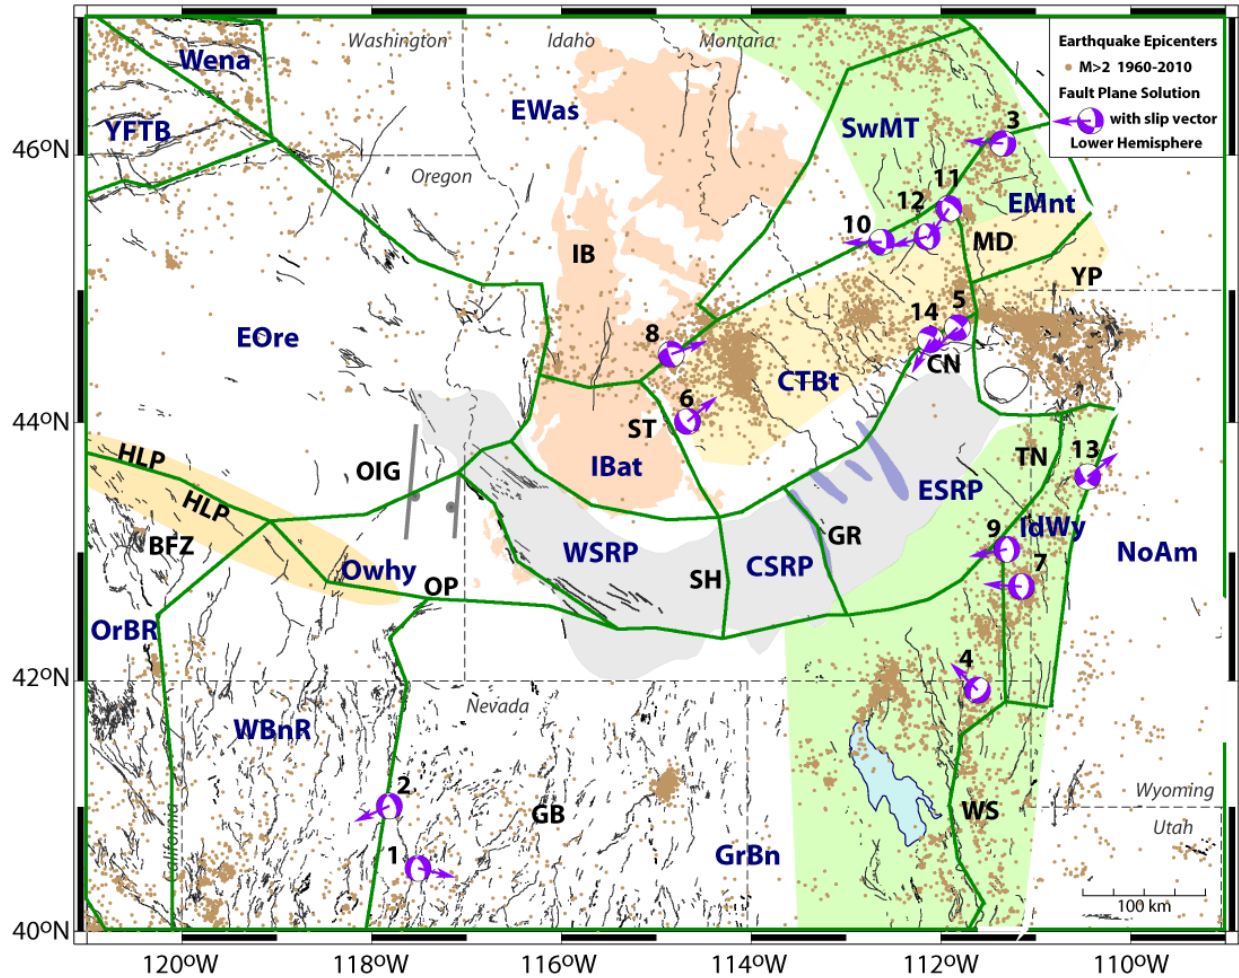 Washington
Idaho
Montana
Earthquake Epicenters
M>2 1960-2010
Fault Plane Solution
with slip vector
Lower Hemisphere
Wena
EWas
YFTB
SwMT
3
46°N
Oregon
11
12
EMnt
10
MD
IB
YP
5
14
EOre
8
CN
CTBt
6
44°N
ST
HLP
OIG
IBat
TN
13
HLP
ESRP
BFZ
GR
9
IdWy
WSRP
NoAm
Owhy
OP
SH
CSRP
7
OrBR
4
42°N
Nevada
WBnR
2
Wyoming
GB
WS
Utah
California
1
GrBn
100 km
40°N
120°W
118°W
116°W
114°W
112°W
110°W